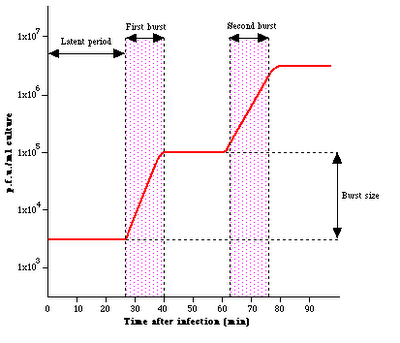 First burst
Second burst
Latent period
1x10⁷
1x10⁶
1x10⁵
1x10⁴
1x10³
p.f.u./ml culture
Burst size
0 10 20 30 40 50 60 70 80 90
Time after infection (min)